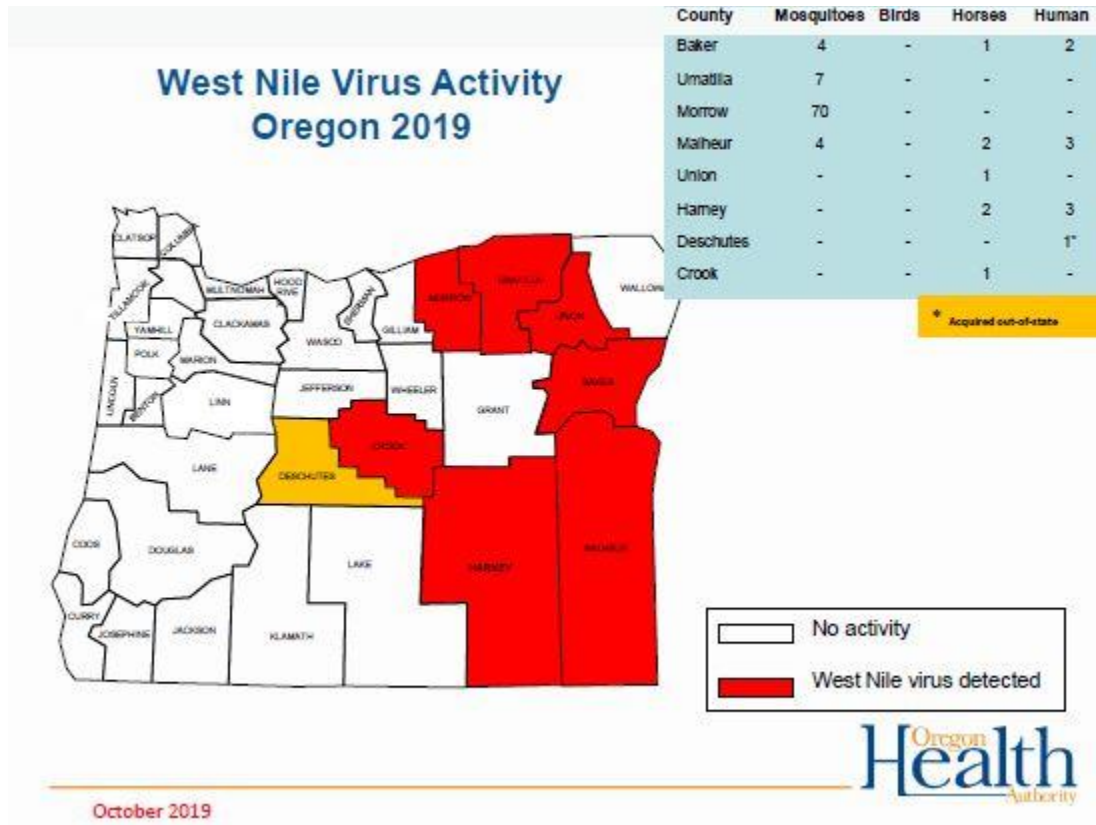 County Mosquitoes Birds Horses Human
Baker 4 - 1 2
Umatilla 7 - - -
Morrow 70 - - -
Malheur 4 - 2 3
Union - - 1 -
Harney - - 2 3
Deschutes - - - 1*
Crook - - 1 -
* Acquired out-of-state
West Nile Virus Activity
Oregon 2019
CLATSOP
COLUMBIA
TILLAMOOK
MULTNOMAH
HOOD
RIVE
SHERMAN
GILLIAM
MORROW
UMATILLA
UNION
WALLOW
YAMHILL
CLACKAMAS
WASCO
POLK
MARION
LINCOLN
BENTON
LINN
JEFFERSON
WHEELER
GRANT
BAKER
CROOK
LANE
DESCHUTES
COOS
DOUGLAS
LAKE
HARNEY
MALHEUR
CURRY
JOSEPHINE
JACKSON
KLAMATH
No activity
West Nile virus detected
Oregon
Health
Authority
October 2019